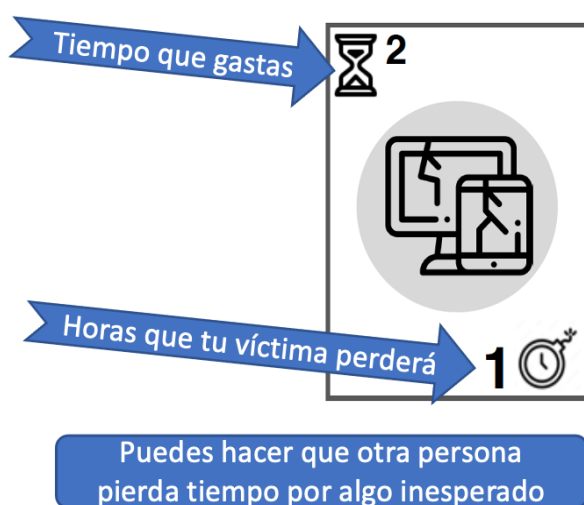 Tiempo que gastas
2
Horas que tu víctima perderá
1
Puedes hacer que otra persona
pierda tiempo por algo inesperado